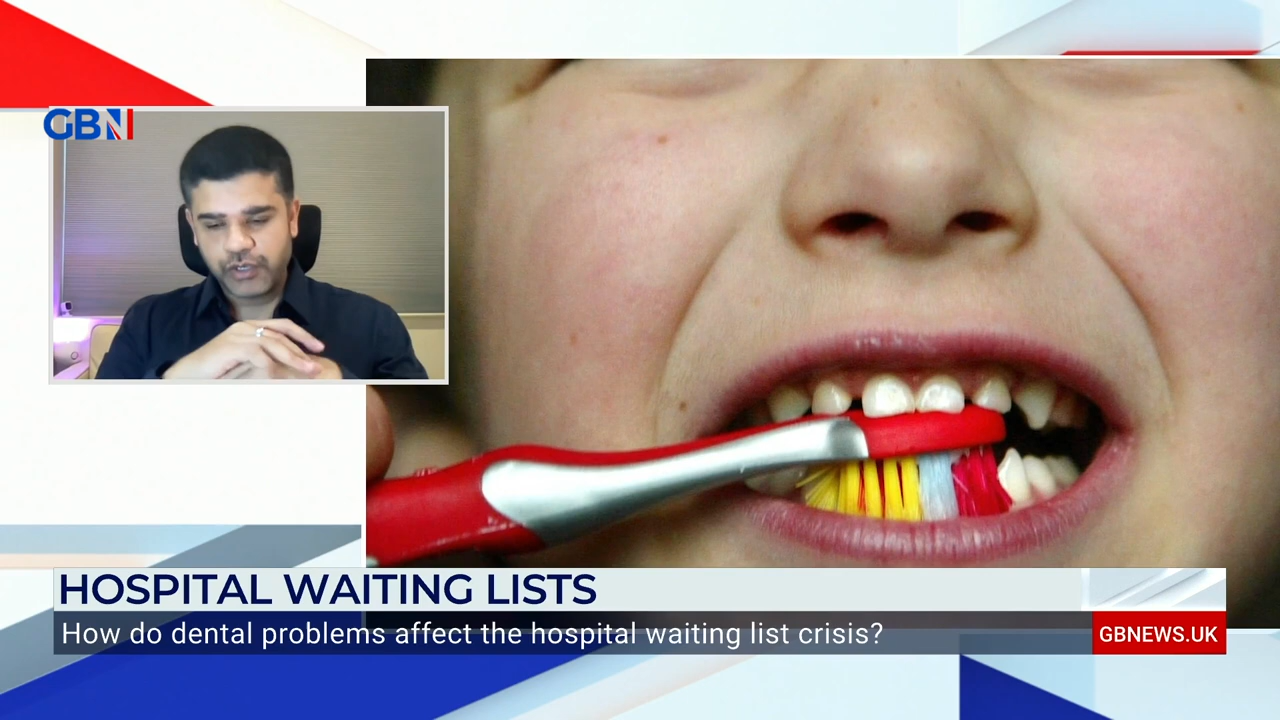 GBN
HOSPITAL WAITING LISTS
How do dental problems affect the hospital waiting list crisis?
GBNEWS.UK